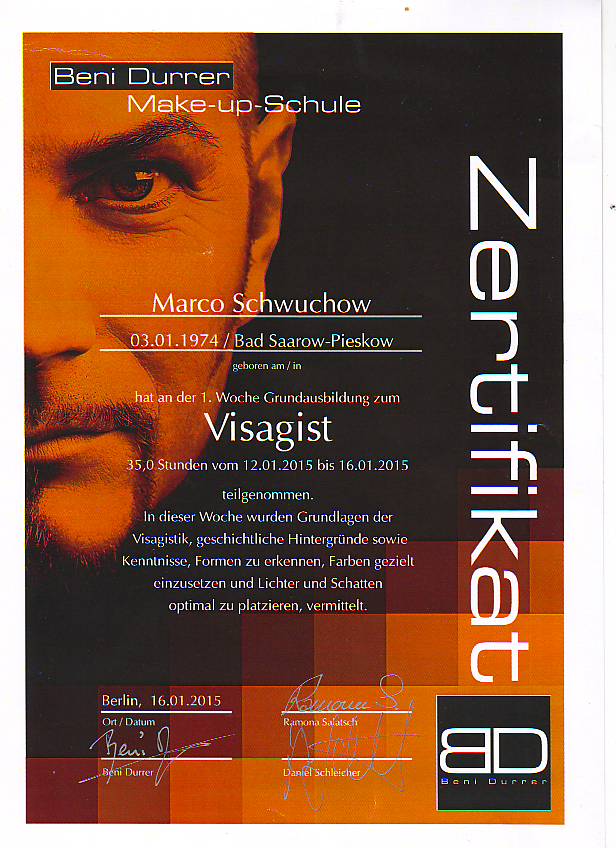 Beni Durrer
Make-up-Schule
Zertifikat
Marco Schwuchow
03.01.1974 / Bad Saarow-Pieskow
geboren am / in
hat an der 1. Woche Grundausbildung zum
Visagist
35,0 Stunden vom 12.01.2015 bis 16.01.2015
teilgenommen.
In dieser Woche wurden Grundlagen der
Visagistik, geschichtliche Hintergründe sowie
Kenntnisse, Formen zu erkennen, Farben gezielt
einzusetzen und Lichter und Schatten
optimal zu platzieren, vermittelt.
Berlin, 16.01.2015
Ort / Datum
Ramona S
Ramona Salatsch
Beni D
Beni Durrer
Daniel Schleicher
BD
Beni Durrer